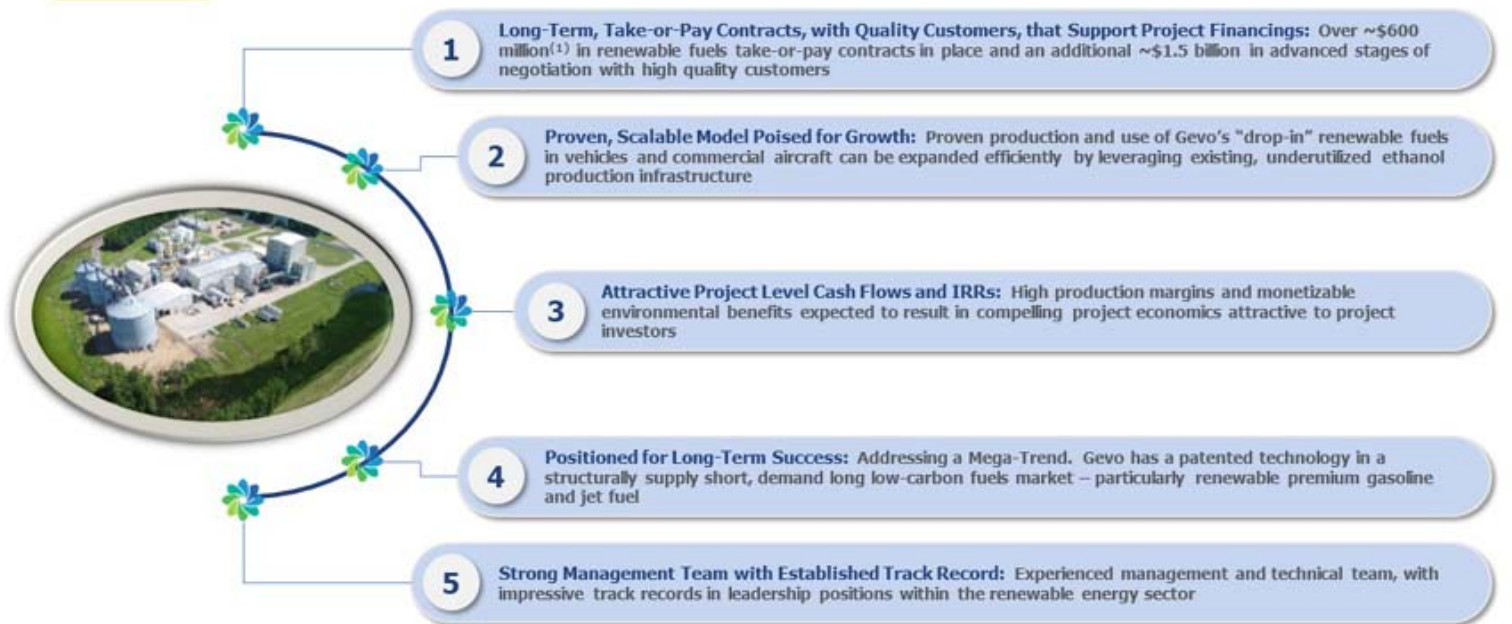 1
Long-Term, Take-or-Pay Contracts, with Quality Customers, that Support Project Financings: Over ~$600
million(1) in renewable fuels take-or-pay contracts in place and an additional ~$1.5 billion in advanced stages of
negotiation with high quality customers
2
Proven, Scalable Model Poised for Growth: Proven production and use of Gevo's “drop-in” renewable fuels
in vehicles and commercial aircraft can be expanded efficiently by leveraging existing, underutilized ethanol
production infrastructure
3
Attractive Project Level Cash Flows and IRRs: High production margins and monetizable
environmental benefits expected to result in compelling project economics attractive to project
investors
4
Positioned for Long-Term Success: Addressing a Mega-Trend. Gevo has a patented technology in a
structurally supply short, demand long low-carbon fuels market – particularly renewable premium gasoline
and jet fuel
5
Strong Management Team with Established Track Record: Experienced management and technical team, with
impressive track records in leadership positions within the renewable energy sector